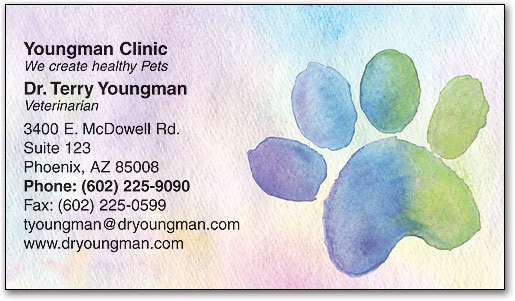 Youngman Clinic
We create healthy Pets
Dr. Terry Youngman
Veterinarian
3400 E. McDowell Rd.
Suite 123
Phoenix, AZ 85008
Phone: (602) 225-9090
Fax: (602) 225-0599
tyoungman@dryoungman.com
www.dryoungman.com